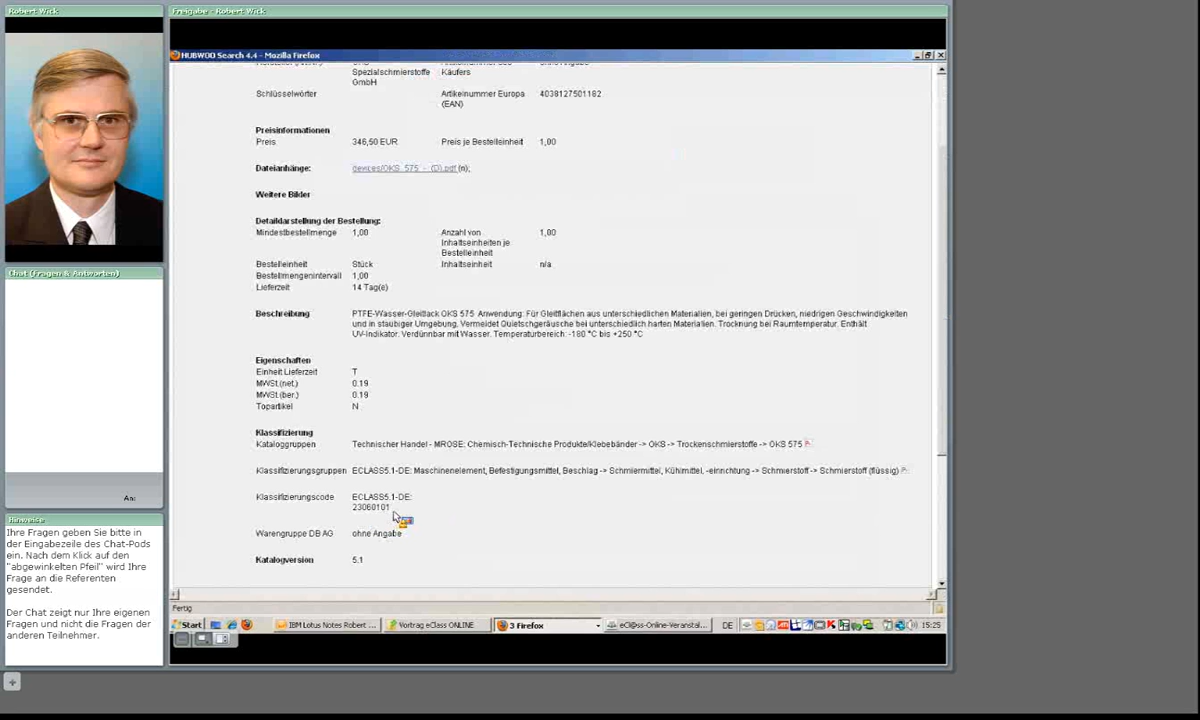 Robert Wick
Freigabe - Robert Wick
HUBWOO Search 4.4 - Mozilla Firefox
Spezialschmierstoffe Käufers
GmbH
Schlüsselwörter Artikelnummer Europa 4038127501182
(EAN)
Preisinformationen
Preis 346,50 EUR Preis je Bestelleinheit 1,00
Dateianhänge: devices/OKS 575 - (D).pdf (n);
Weitere Bilder
Detaildarstellung der Bestellung:
Mindestbestellmenge 1,00 Anzahl von 1,00
Inhaltseinheiten je
Bestelleinheit
Bestelleinheit Stück Inhaltseinheit n/a
Bestellmengenintervall 1,00
Lieferzeit 14 Tag(e)
Beschreibung PTFE-Wasser-Gleitlack OKS 575 Anwendung: Für Gleitflächen aus unterschiedlichen Materialien, bei geringen Drücken, niedrigen Geschwindigkeiten
und in staubiger Umgebung. Vermeidet Quietschgeräusche bei unterschiedlich harten Materialien. Trocknung bei Raumtemperatur. Enthält
UV-Indikator. Verdünnbar mit Wasser. Temperaturbereich: -180 °C bis +250 °C
Eigenschaften
Einheit Lieferzeit T
MWSt.(net.) 0.19
MWSt.(ber.) 0.19
Topartikel N
Klassifizierung
Kataloggruppen Technischer Handel - MROSE: Chemisch-Technische Produkte/Klebebänder -> OKS -> Trockenschmierstoffe -> OKS 575
Klassifizierungsgruppen ECLASS5.1-DE: Maschinenelement, Befestigungsmittel, Beschlag -> Schmiermittel, Kühlmittel, -einrichtung -> Schmierstoff -> Schmierstoff (flüssig)
Klassifizierungscode ECLASS5.1-DE:
23060101
Warengruppe DB AG ohne Angabe
Katalogversion 5.1
Fertig
Start IBM Lotus Notes Robert ... Vortrag eClass ONLINE 3 Firefox eCl@ss-Online-Veranstal... DE 15:25
Chat (Fragen & Antworten)
An:
Hinweise
Ihre Fragen geben Sie bitte in
der Eingabezeile des Chat-Pods
ein. Nach dem Klick auf den
"abgewinkelten Pfeil" wird Ihre
Frage an die Referenten
gesendet.
Der Chat zeigt nur Ihre eigenen
Fragen und nicht die Fragen der
anderen Teilnehmer.